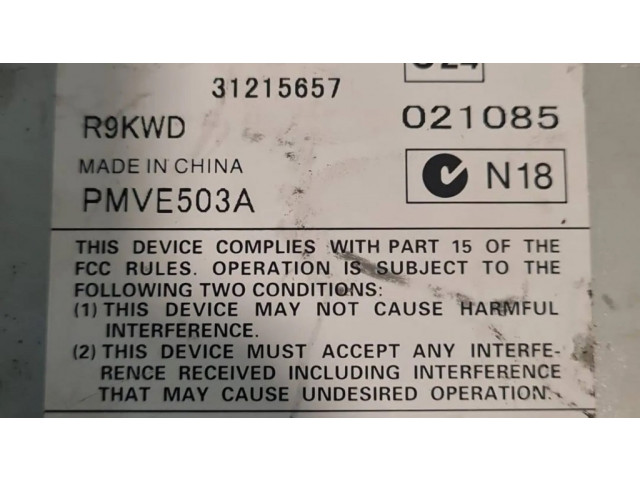 31215657
R9KWD
021085
MADE IN CHINA
N18
PMVE503A
THIS DEVICE COMPLIES WITH PART 15 OF THE
FCC RULES. OPERATION IS SUBJECT TO THE
FOLLOWING TWO CONDITIONS:
(1) THIS DEVICE MAY NOT CAUSE HARMFUL
INTERFERENCE.
(2) THIS DEVICE MUST ACCEPT ANY INTERFE-
RENCE RECEIVED INCLUDING INTERFERENCE
THAT MAY CAUSE UNDESIRED OPERATION.